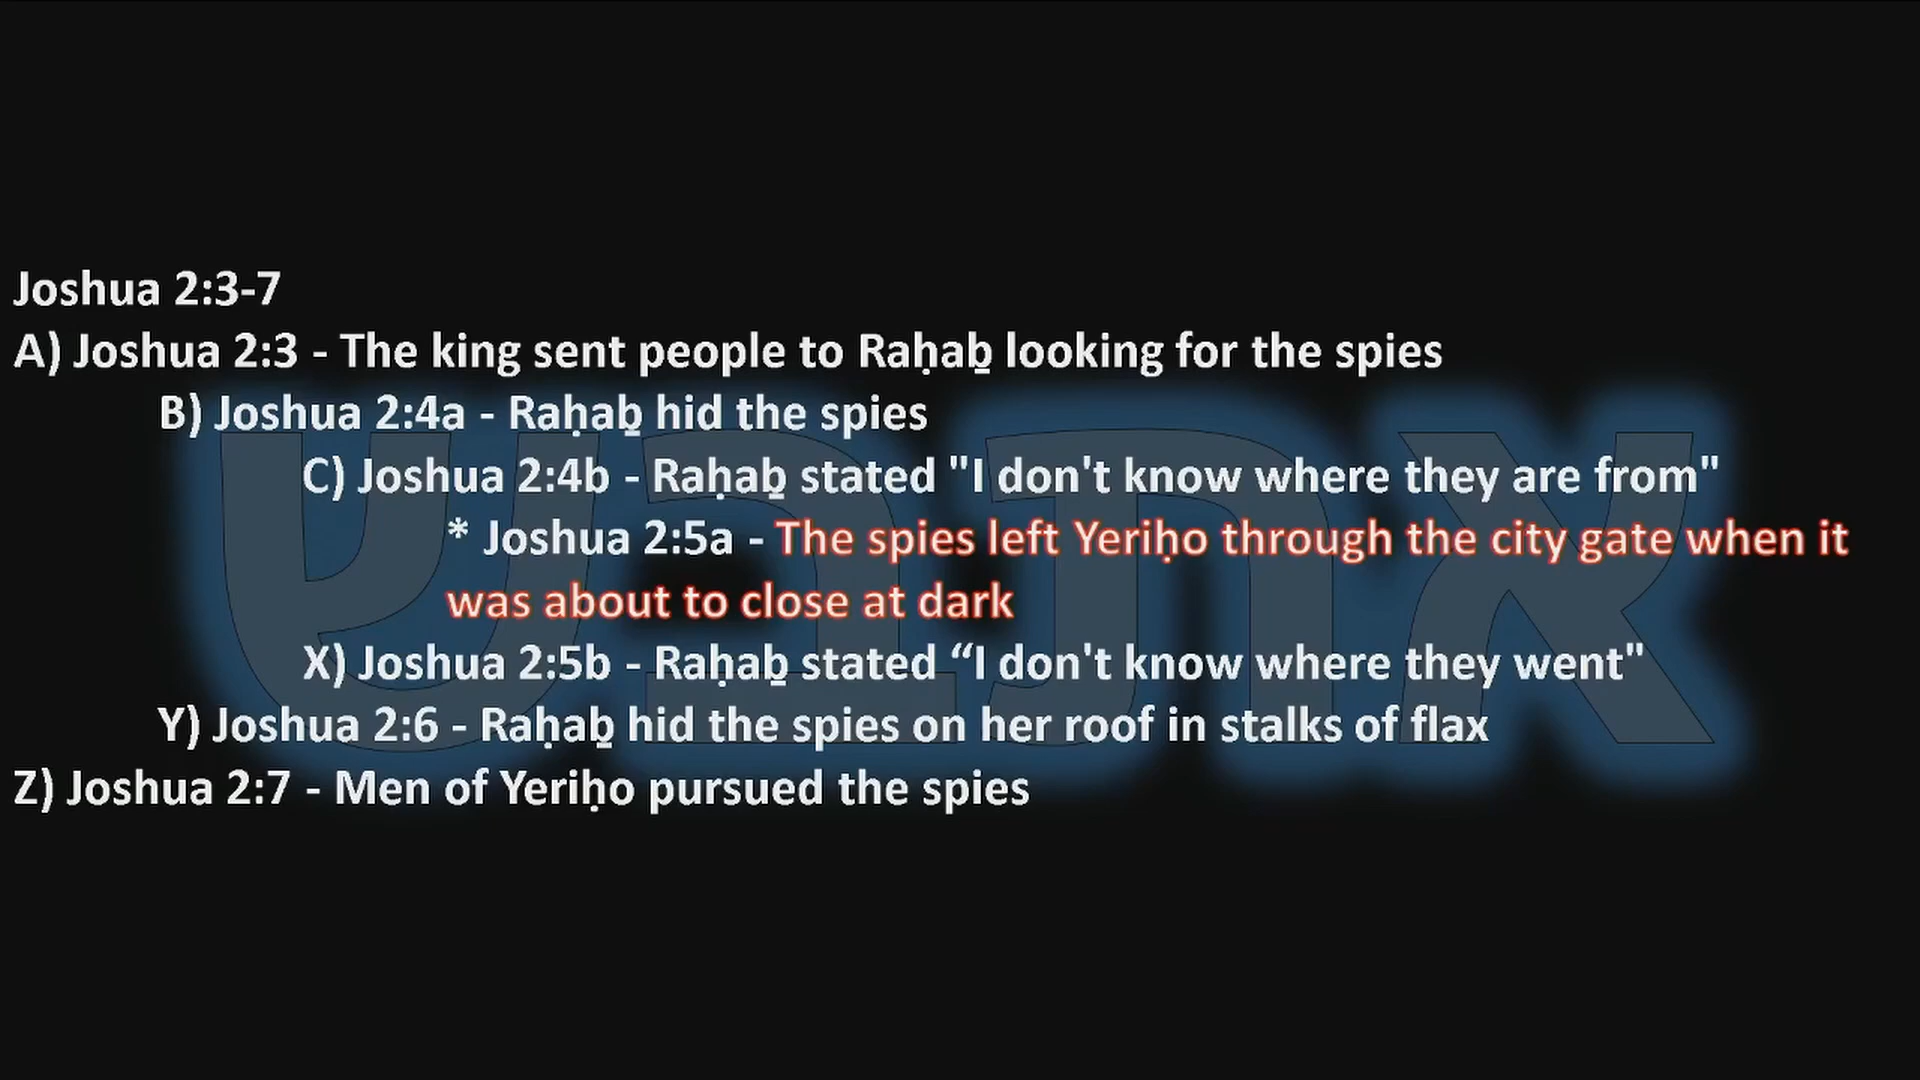 Joshua 2:3-7
A) Joshua 2:3 - The king sent people to Raḥaḇ looking for the spies
B) Joshua 2:4a - Raḥaḇ hid the spies
C) Joshua 2:4b - Raḥaḇ stated "I don't know where they are from"
* Joshua 2:5a - The spies left Yeriḥo through the city gate when it
was about to close at dark
X) Joshua 2:5b - Raḥaḇ stated “I don't know where they went"
Y) Joshua 2:6 - Raḥaḇ hid the spies on her roof in stalks of flax
Z) Joshua 2:7 - Men of Yeriḥo pursued the spies
אתבש